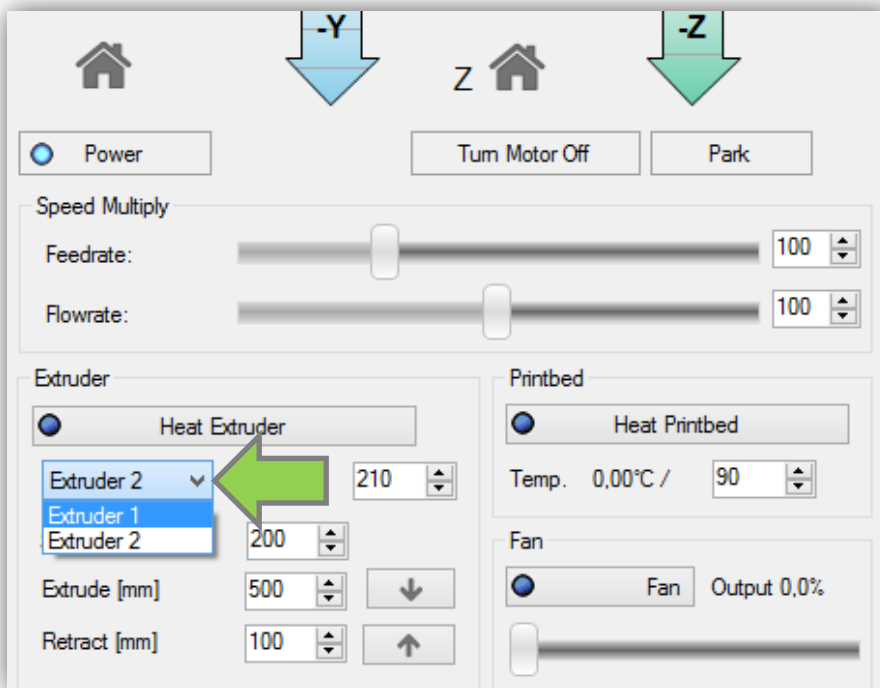 -Y
-Z
Z
Power
Turn Motor Off
Park
Speed Multiply
Feedrate:
100
Flowrate:
100
Extruder
Heat Extruder
Extruder 2
210
Extruder 1
Extruder 2
200
Extrude [mm]
500
Retract [mm]
100
Printbed
Heat Printbed
Temp. 0,00°C / 90
Fan
Fan
Output 0,0%